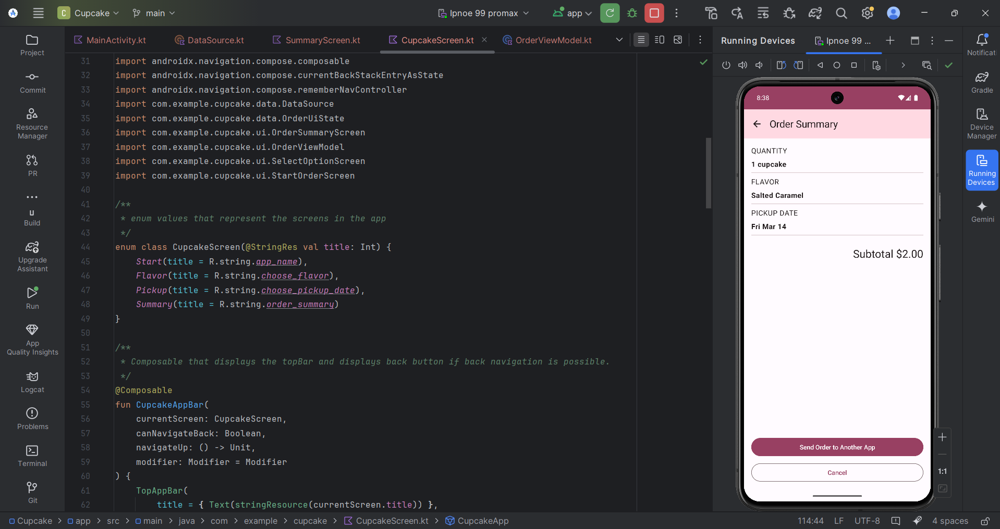 C Cupcake main Ipnoe 99 promax app
Project
Commit
Resource
Manager
PR
u
Build
Upgrade
Assistant
Run
App
Quality Insights
Logcat
Problems
Terminal
Git
MainActivity.kt DataSource.kt SummaryScreen.kt CupcakeScreen.kt OrderViewModel.kt
31 import androidx.navigation.compose.composable
32 import androidx.navigation.compose.currentBackStackEntryAsState
33 import androidx.navigation.compose.rememberNavController
34 import com.example.cupcake.data.DataSource
35 import com.example.cupcake.data.OrderUiState
36 import com.example.cupcake.ui.OrderSummaryScreen
37 import com.example.cupcake.ui.OrderViewModel
38 import com.example.cupcake.ui.SelectOptionScreen
39 import com.example.cupcake.ui.StartOrderScreen
40
41 /**
42 * enum values that represent the screens in the app
43 */
44 enum class CupcakeScreen(@StringRes val title: Int) {
45 Start(title = R.string.app_name),
46 Flavor(title = R.string.choose_flavor),
47 Pickup(title = R.string.choose_pickup_date),
48 Summary(title = R.string.order_summary)
49 }
50
51 /**
52 * Composable that displays the topBar and displays back button if back navigation is possible.
53 */
54 @Composable
55 fun CupcakeAppBar(
56 currentScreen: CupcakeScreen,
57 canNavigateBack: Boolean,
58 navigateUp: () -> Unit,
59 modifier: Modifier = Modifier
60 ) {
61 TopAppBar(
62 title = { Text(stringResource(currentScreen.title)) },
Running Devices Ipnoe 99 ...
8:38
Order Summary
QUANTITY
1 cupcake
FLAVOR
Salted Caramel
PICKUP DATE
Fri Mar 14
Subtotal $2.00
Send Order to Another App
Cancel
1:1
Notificati
Gradle
Device
Manager
Running
Devices
Gemini
Cupcake > app > src > main > java > com > example > cupcake > CupcakeScreen.kt > CupcakeApp
114:44 LF UTF-8 4 spaces